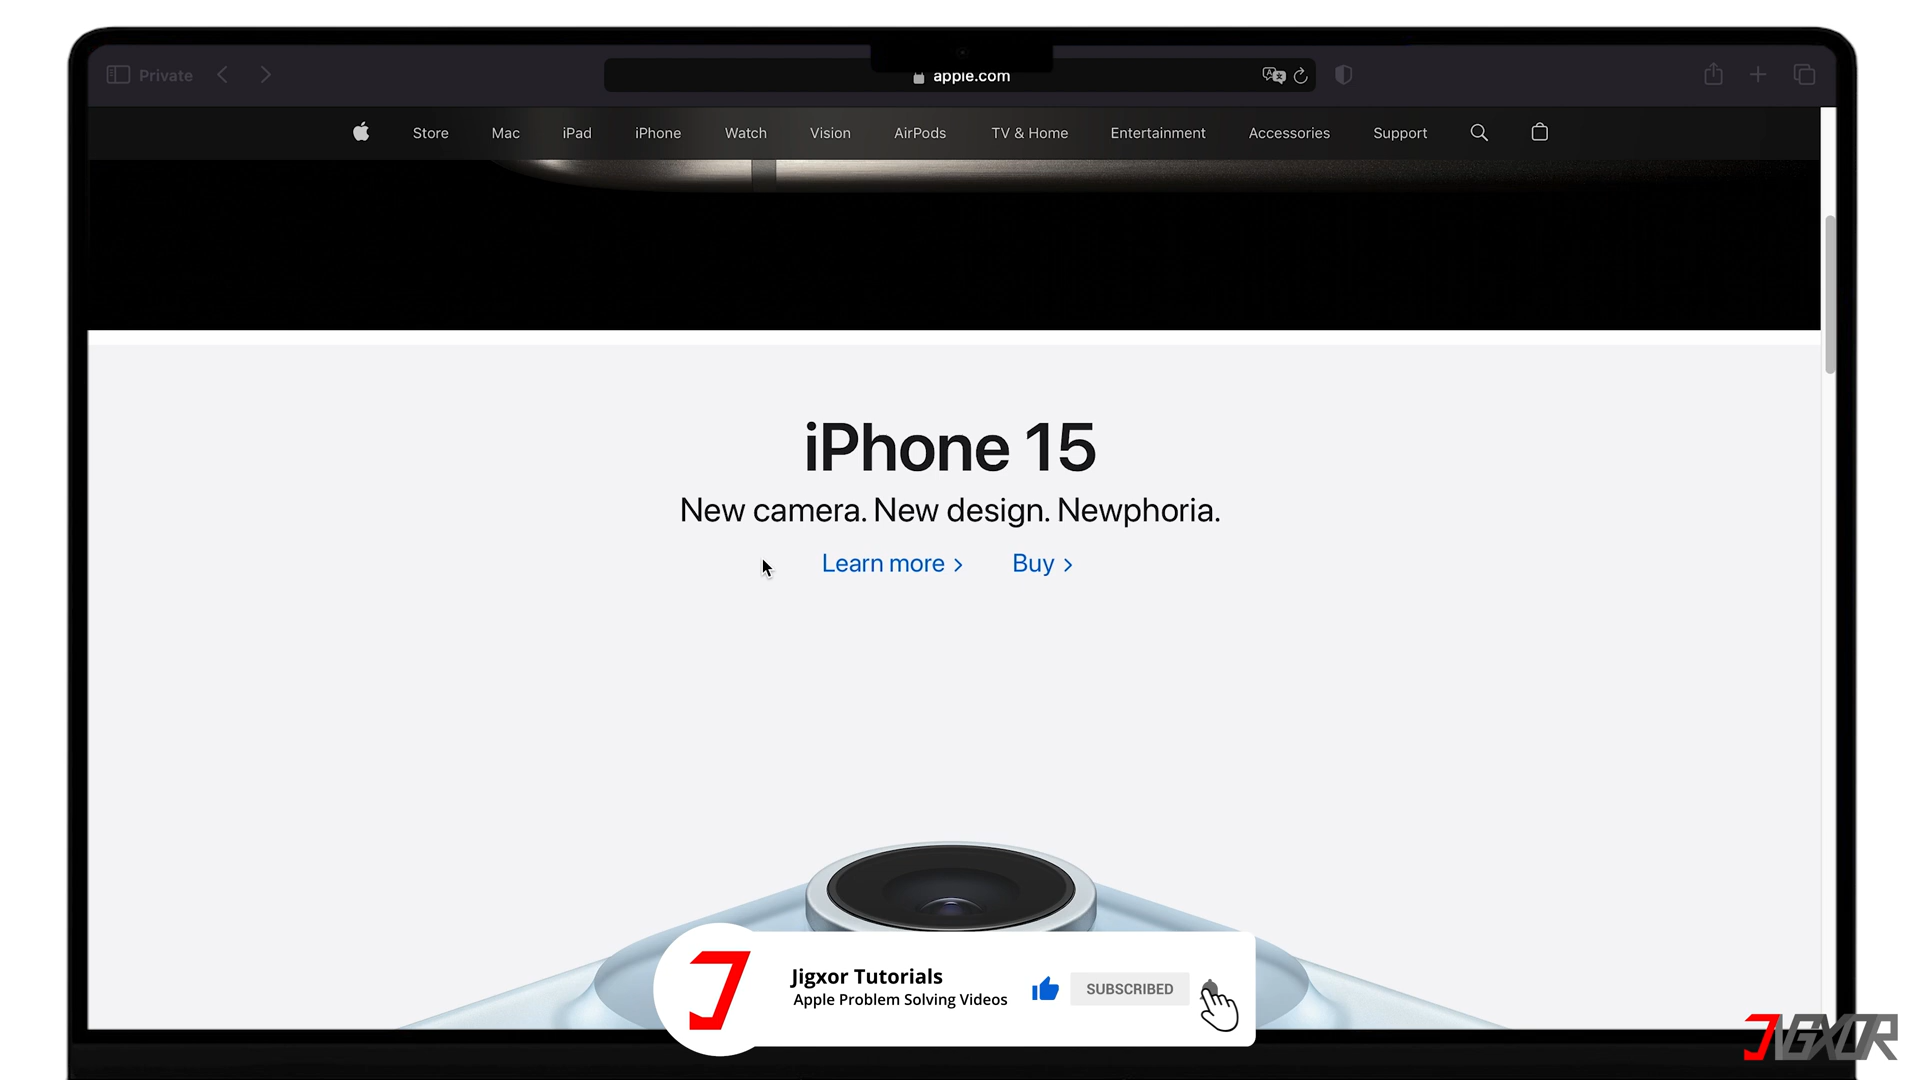 Private
apple.com
Store Mac iPad iPhone Watch Vision AirPods TV & Home Entertainment Accessories Support
iPhone 15
New camera. New design. Newphoria.
Learn more > Buy >
Jigxor Tutorials
Apple Problem Solving Videos
SUBSCRIBED
JIGXOR